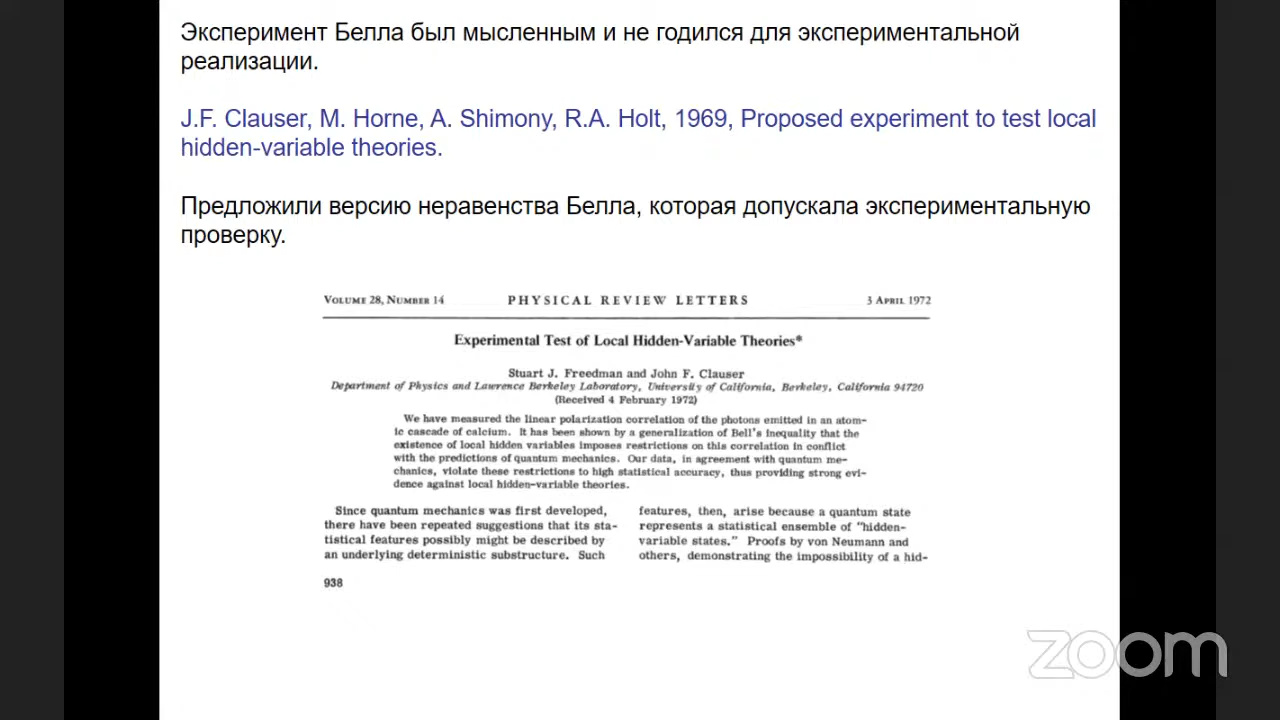 Эксперимент Белла был мысленным и не годился для экспериментальной
реализации.
J.F. Clauser, M. Horne, A. Shimony, R.A. Holt, 1969, Proposed experiment to test local
hidden-variable theories.
Предложили версию неравенства Белла, которая допускала экспериментальную
проверку.
VOLUME 28, NUMBER 14 PHYSICAL REVIEW LETTERS 3 APRIL 1972
Experimental Test of Local Hidden-Variable Theories*
Stuart J. Freedman and John F. Clauser
Department of Physics and Lawrence Berkeley Laboratory, University of California, Berkeley, California 94720
(Received 4 February 1972)
We have measured the linear polarization correlation of the photons emitted in an atom-
ic cascade of calcium. It has been shown by a generalization of Bell's inequality that the
existence of local hidden variables imposes restrictions on this correlation in conflict
with the predictions of quantum mechanics. Our data, in agreement with quantum me-
chanics, violate these restrictions to high statistical accuracy, thus providing strong evi-
dence against local hidden-variable theories.
Since quantum mechanics was first developed,
there have been repeated suggestions that its sta-
tistical features possibly might be described by
an underlying deterministic substructure. Such
features, then, arise because a quantum state
represents a statistical ensemble of "hidden-
variable states." Proofs by von Neumann and
others, demonstrating the impossibility of a hid-
938
zoom